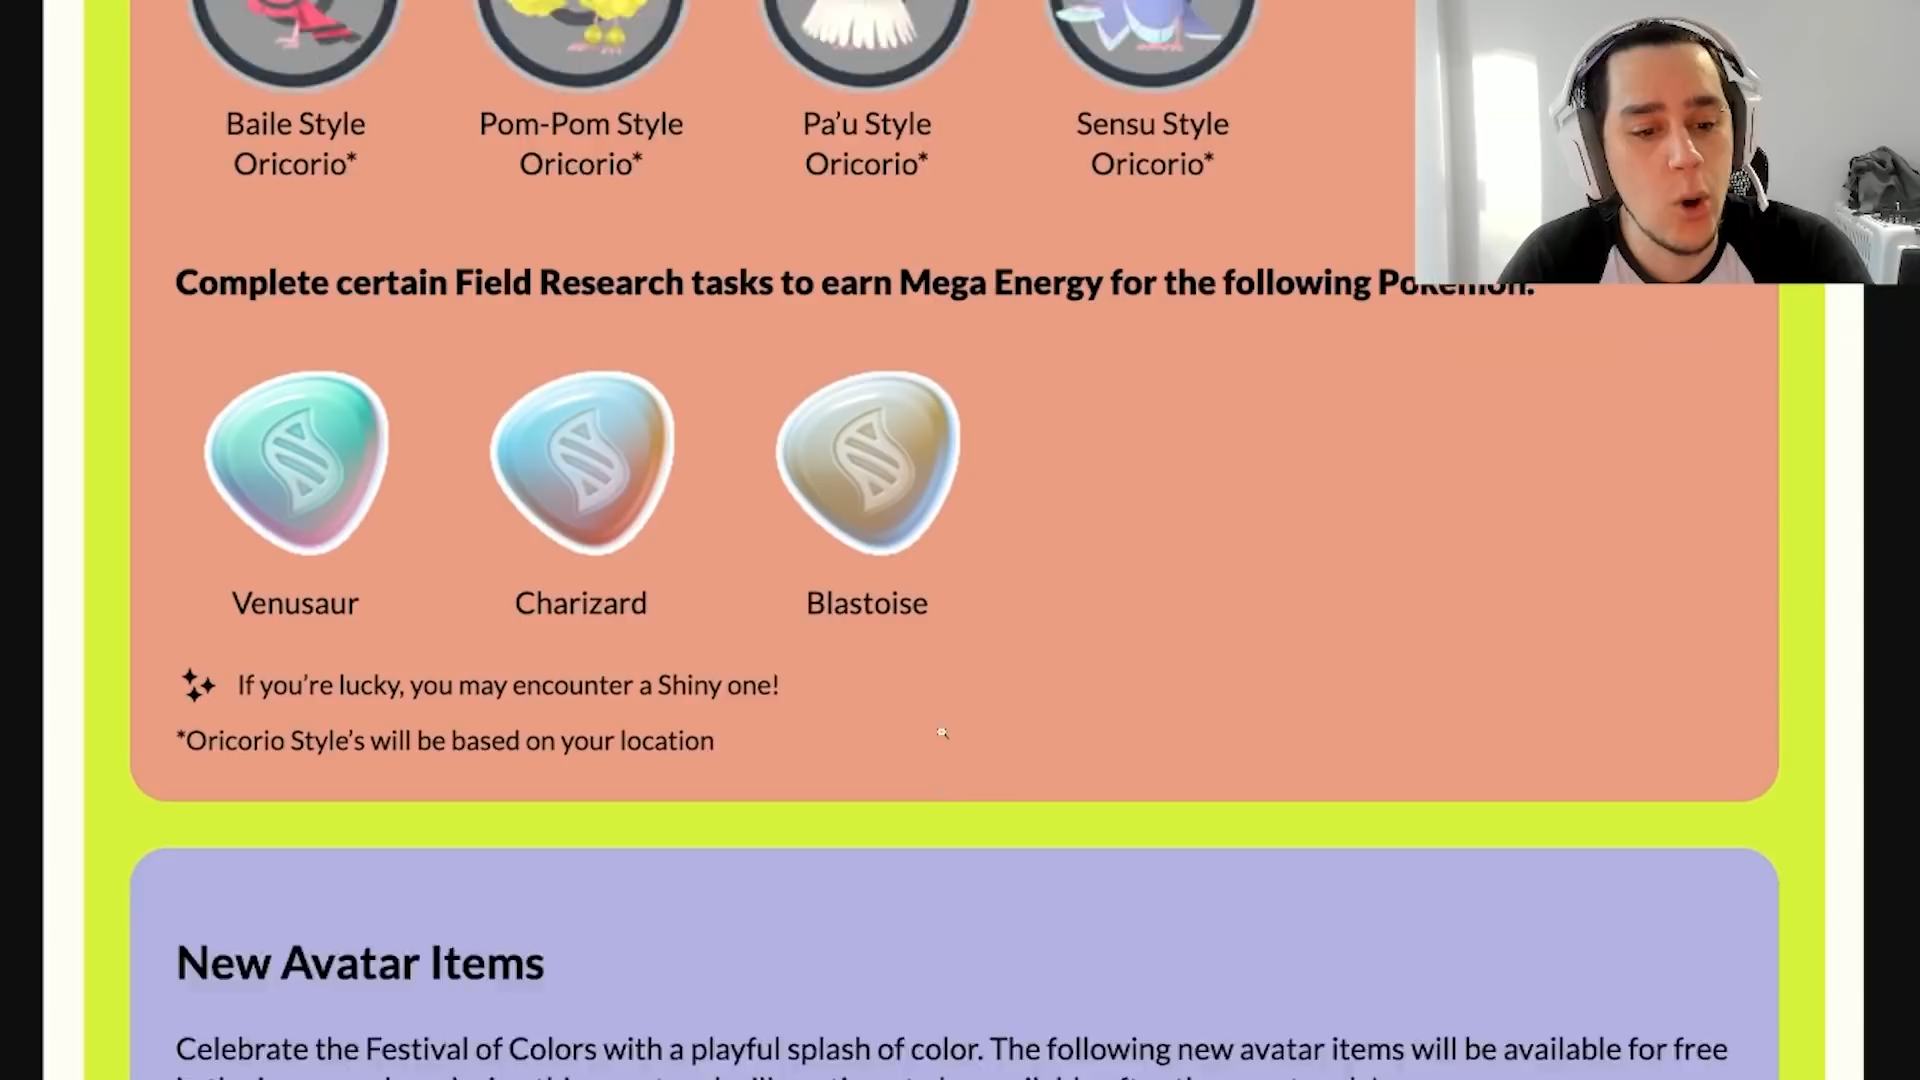 Baile Style
Oricorio*
Pom-Pom Style
Oricorio*
Pa'u Style
Oricorio*
Sensu Style
Oricorio*
Complete certain Field Research tasks to earn Mega Energy for the following Pokémon:
Venusaur
Charizard
Blastoise
If you're lucky, you may encounter a Shiny one!
*Oricorio Style's will be based on your location
New Avatar Items
Celebrate the Festival of Colors with a playful splash of color. The following new avatar items will be available for free